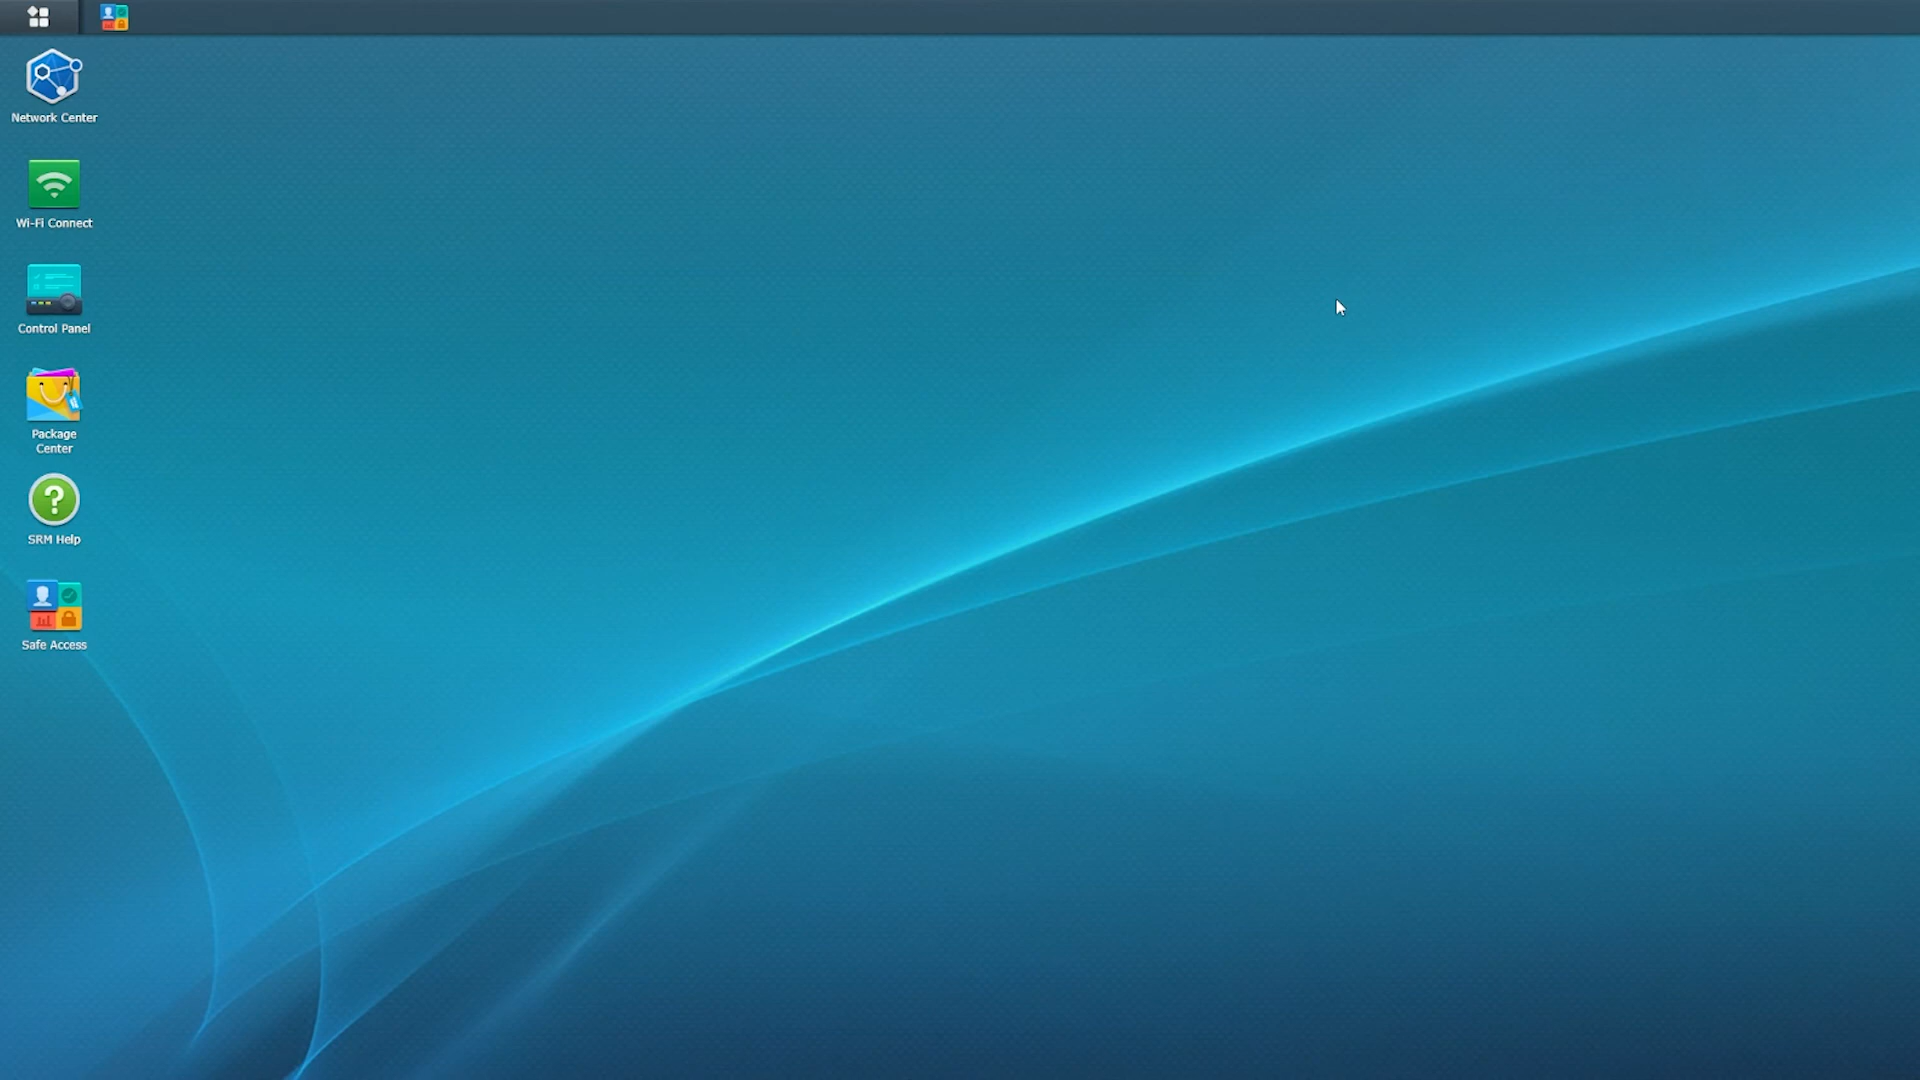 Network Center
Wi-Fi Connect
Control Panel
Package
Center
SRM Help
Safe Access